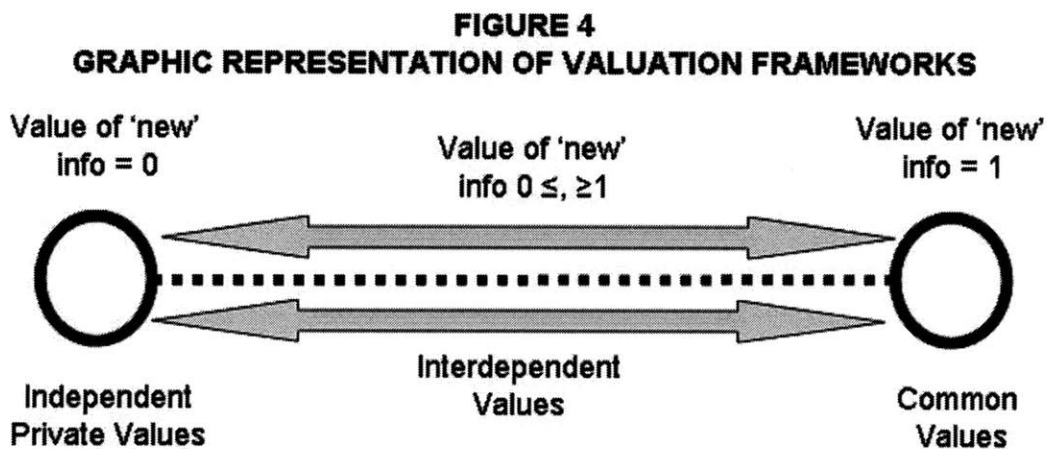 FIGURE 4
GRAPHIC REPRESENTATION OF VALUATION FRAMEWORKS
Value of ‘new’
info = 0
Value of ‘new’
info 0 ≤, ≥1
Value of ‘new’
info = 1
Interdependent
Values
Independent
Private Values
Common
Values